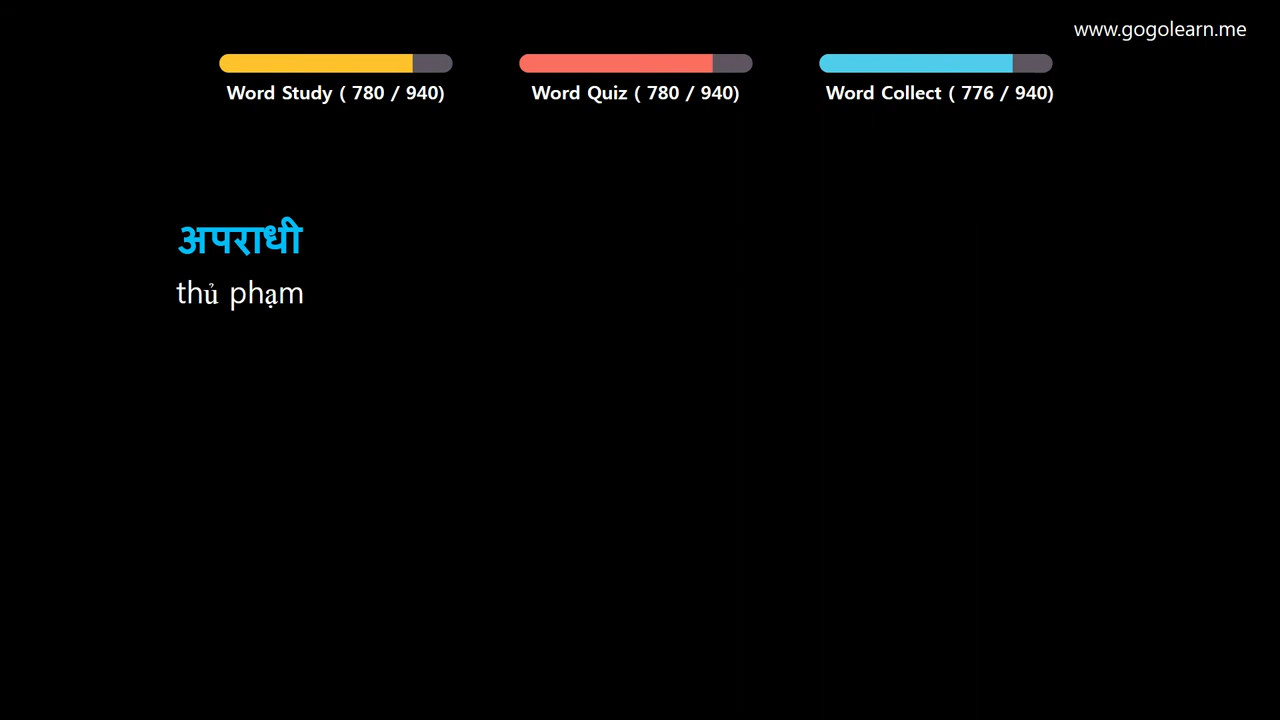 www.gogolearn.me
Word Study ( 780 / 940)
Word Quiz ( 780 / 940)
Word Collect ( 776 / 940)
अपराधी
thủ phạm